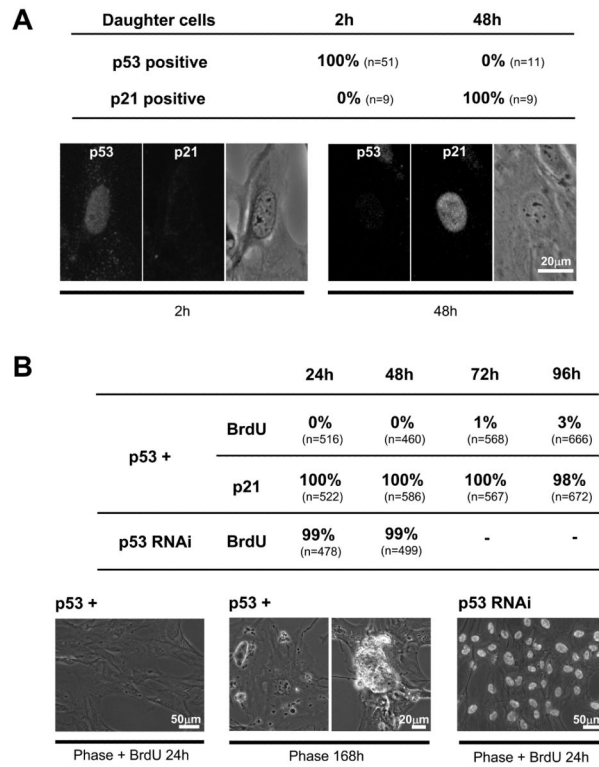 A
Daughter cells 2h 48h
p53 positive 100% (n=51) 0% (n=11)
p21 positive 0% (n=9) 100% (n=9)
p53 p21 p53 p21
20µm
2h 48h
B
24h 48h 72h 96h
BrdU 0% 0% 1% 3%
(n=516) (n=460) (n=568) (n=666)
p53 +
p21 100% 100% 100% 98%
(n=522) (n=586) (n=567) (n=672)
p53 RNAi BrdU 99% 99% - -
(n=478) (n=499)
p53 + p53 + p53 RNAi
50µm 20µm 50µm
Phase + BrdU 24h Phase 168h Phase + BrdU 24h